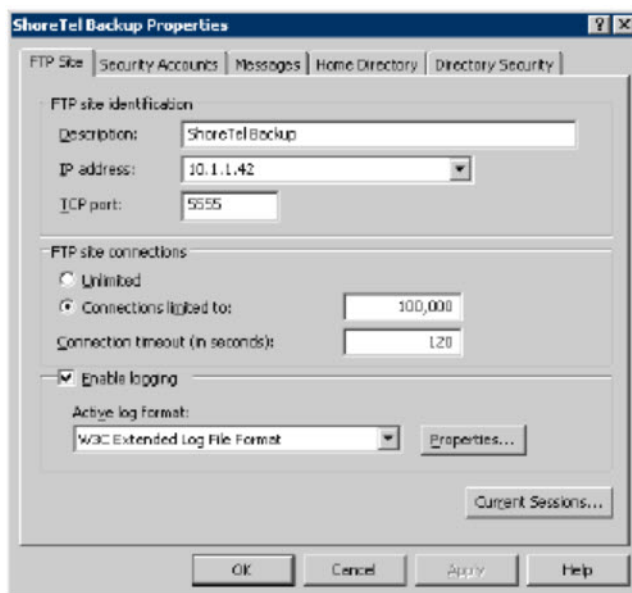 ShoreTel Backup Properties
FTP Site Security Accounts Messages Home Directory Directory Security
FTP site identification
Description: ShoreTel Backup
IP address: 10.1.1.42
TCP port: 5555
FTP site connections
Unlimited
Connections limited to: 100,000
Connection timeout (in seconds): 120
Enable logging
Active log format:
W3C Extended Log File Format Properties...
Current Sessions...
OK Cancel Apply Help